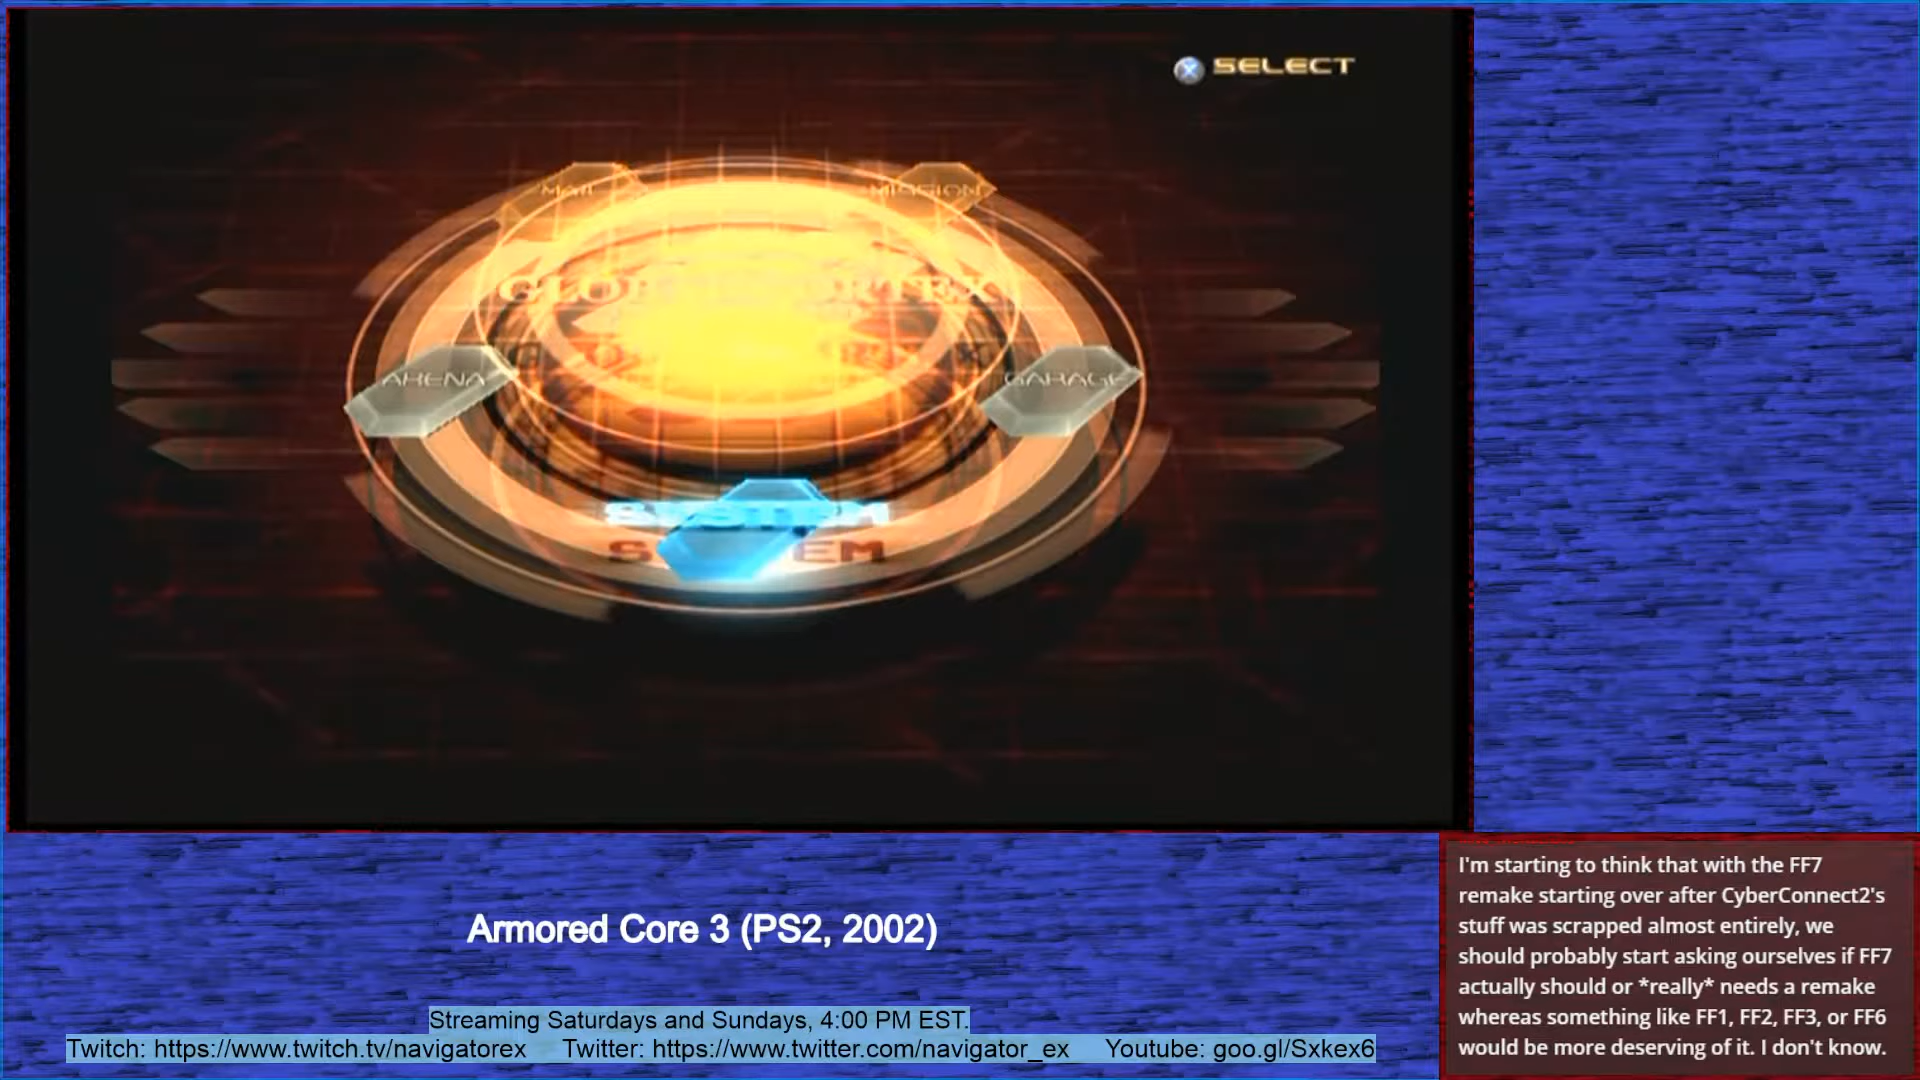 SELECT
MAIL
MISSION
ARENA
GARAGE
SYSTEM
I'm starting to think that with the FF7
remake starting over after CyberConnect2's
stuff was scrapped almost entirely, we
should probably start asking ourselves if FF7
actually should or *really* needs a remake
whereas something like FF1, FF2, FF3, or FF6
would be more deserving of it. I don't know.
Armored Core 3 (PS2, 2002)
Streaming Saturdays and Sundays, 4:00 PM EST.
Twitch: https://www.twitch.tv/navigatorex Twitter: https://www.twitter.com/navigator_ex Youtube: goo.gl/Sxkex6